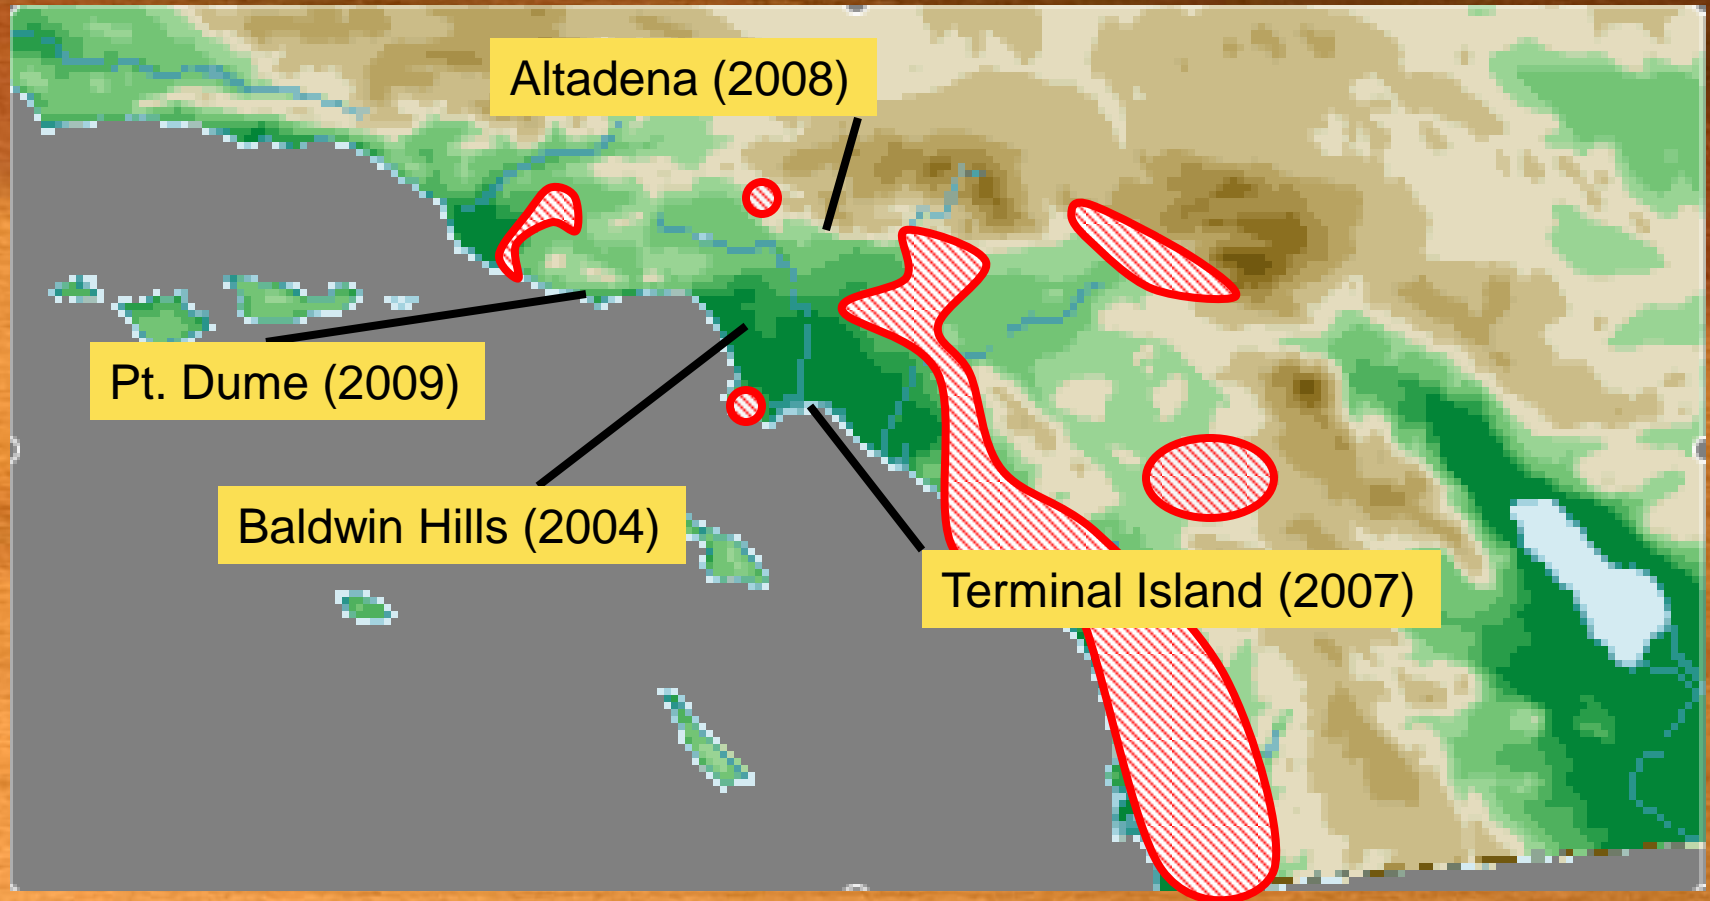 Altadena (2008)
Pt. Dume (2009)
Baldwin Hills (2004)
Terminal Island (2007)